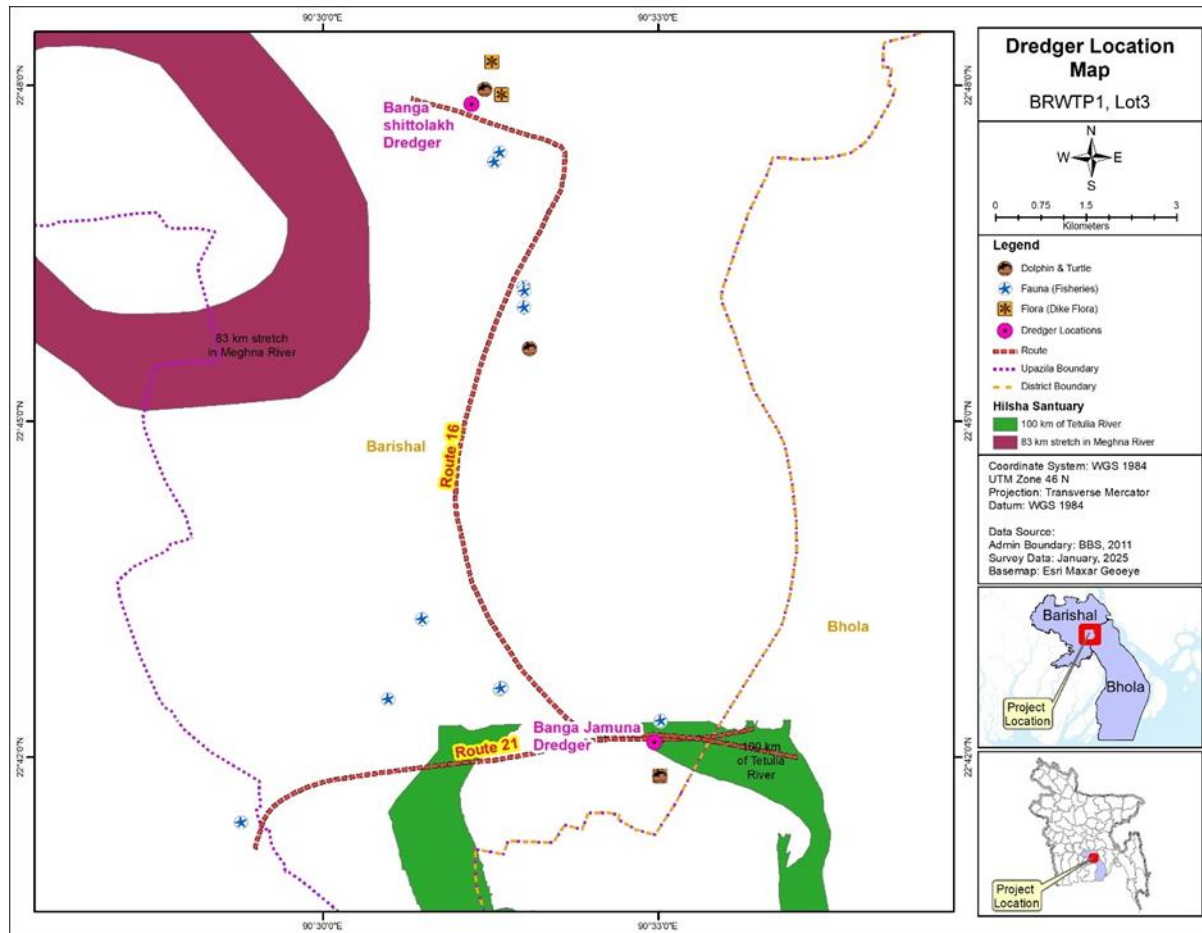 90°30'0"E
90°33'0"E
22°48'0"N
22°48'0"N
22°45'0"N
22°45'0"N
22°42'0"N
22°42'0"N
90°30'0"E
90°33'0"E
Banga
shittolakh
Dredger
83 km stretch
in Meghna River
Barishal
Route 16
Bhola
Banga Jamuna
Dredger
Route 21
100 km
of Tetulia
River
Dredger Location
Map
BRWTP1, Lot3
N
W
E
S
0
0.75
1.5
3
Kilometers
Legend
Dolphin & Turtle
Fauna (Fisheries)
Flora (Dike Flora)
Dredger Locations
Route
Upazila Boundary
District Boundary
Hilsha Santuary
100 km of Tetulia River
83 km stretch in Meghna River
Coordinate System: WGS 1984
UTM Zone 46 N
Projection: Transverse Mercator
Datum: WGS 1984
Data Source:
Admin Boundary: BBS, 2011
Survey Data: January, 2025
Basemap: Esri Maxar Geoeye
Barishal
Bhola
Project
Location
Project
Location